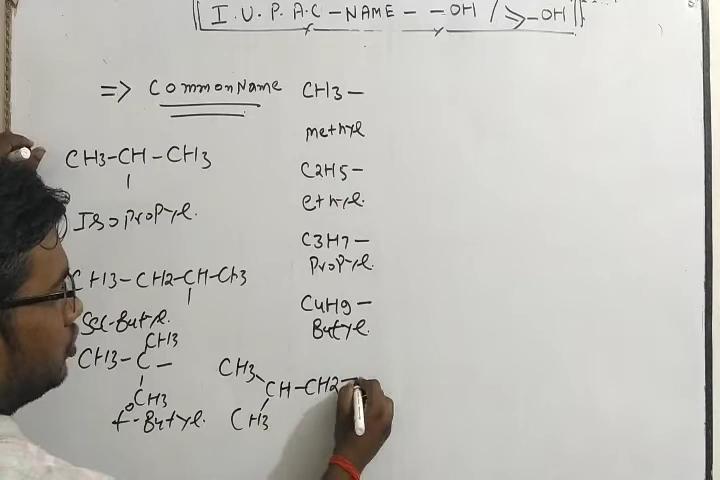 I.U.P.A.C-NAME--OH / ⩾-OH
=> CommonName
CH3-CH-CH3
|
Isopropyl.
CH3-CH2-CH-CH3
|
Sec-Butyl.
CH3
CH3-C-
|
CH3
t-Butyl.
CH3-
methyl
C2H5-
ethyl.
C3H7-
Propyl.
C4H9-
Butyl.
CH3
CH-CH2-
CH3